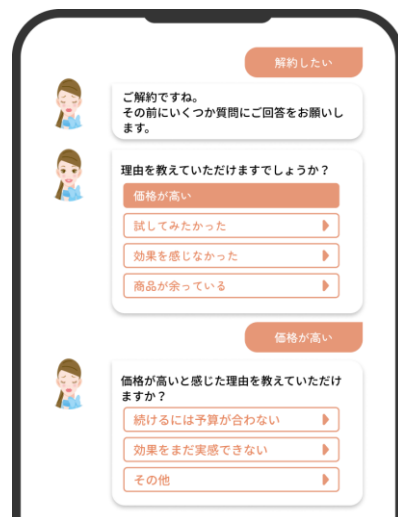 解約したい
ご解約ですね。
その前にいくつか質問にご回答をお願いし
ます。
理由を教えていただけますでしょうか？
価格が高い
試してみたかった
効果を感じなかった
商品が余っている
価格が高い
価格が高いと感じた理由を教えていただけ
ますか？
続けるには予算が合わない
効果をまだ実感できない
その他